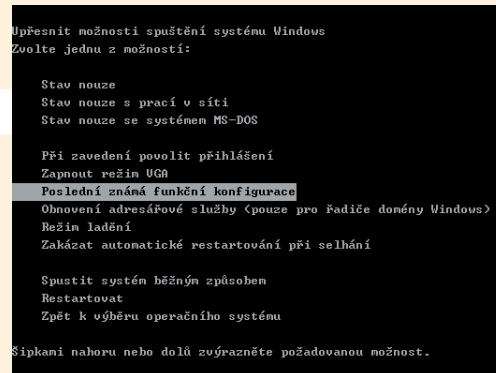 Upřesnit možnosti spuštění systému Windows
Zvolte jednu z možností:
Stav nouze
Stav nouze s prací v síti
Stav nouze se systémem MS-DOS
Při zavedení povolit přihlášení
Zapnout režim VGA
Poslední známá funkční konfigurace
Obnovení adresářové služby (pouze pro řadiče domény Windows)
Režim ladění
Zakázat automatické restartování při selhání
Spustit systém běžným způsobem
Restartovat
Zpět k výběru operačního systému
Šipkami nahoru nebo dolů zvýrazněte požadovanou možnost.